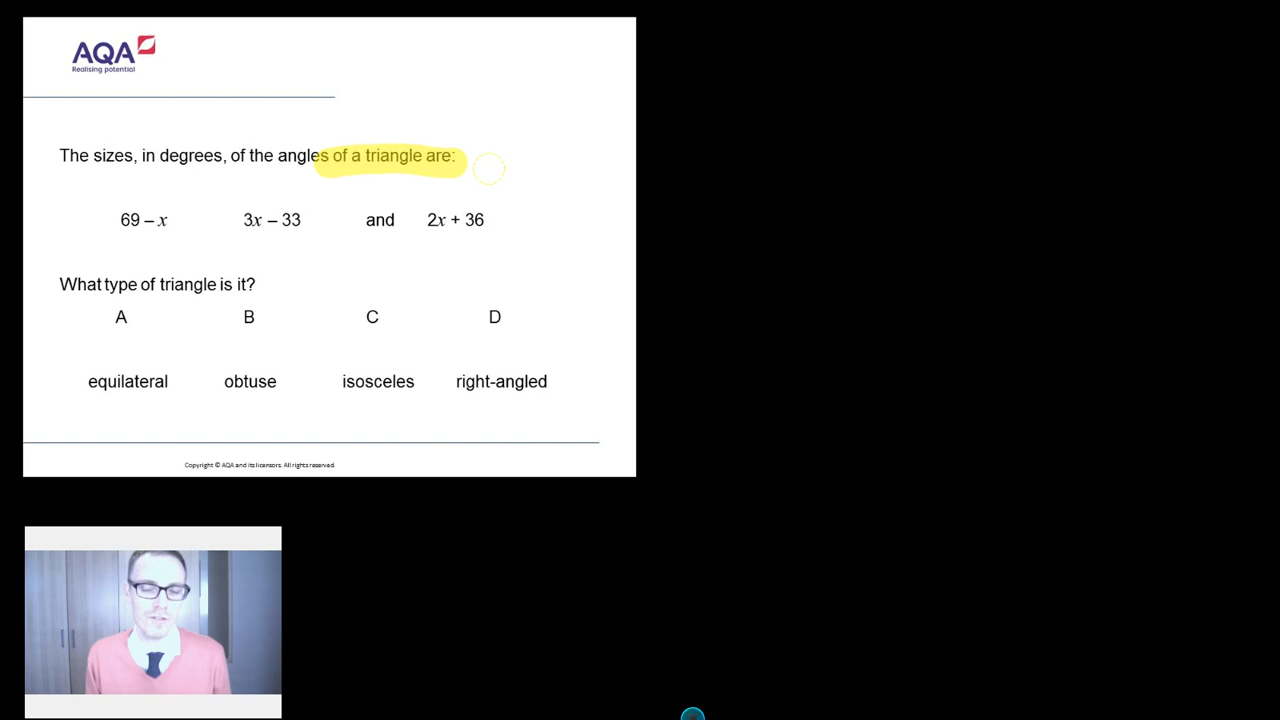 AQA
Realising potential
The sizes, in degrees, of the angles of a triangle are:
69 – x 3x – 33 and 2x + 36
What type of triangle is it?
A B C D
equilateral obtuse isosceles right-angled
Copyright © AQA and its licensors. All rights reserved.